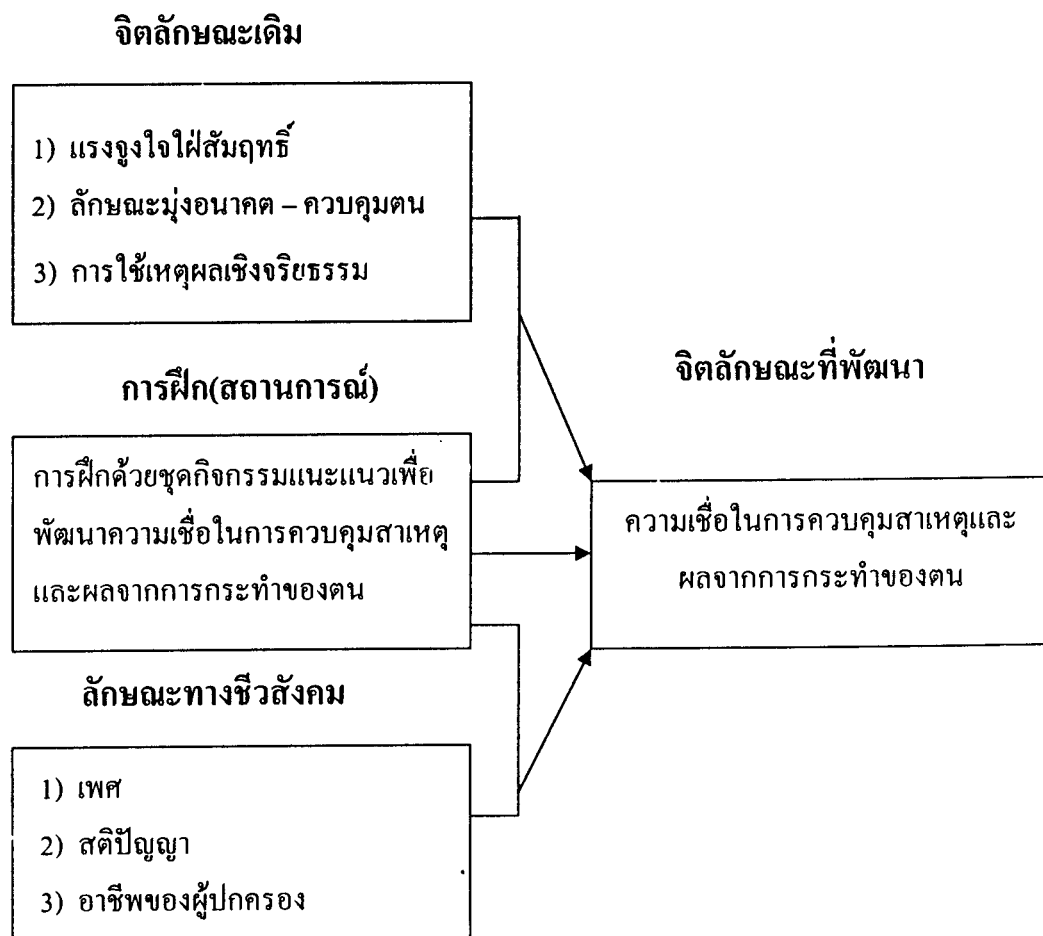 จิตลักษณะเดิม
1) แรงจูงใจใฝ่สัมฤทธิ์
2) ลักษณะมุ่งอนาคต – ควบคุมตน
3) การใช้เหตุผลเชิงจริยธรรม
การฝึก(สถานการณ์)
การฝึกด้วยชุดกิจกรรมแนะแนวเพื่อ
พัฒนาความเชื่อในการควบคุมสาเหตุ
และผลจากการกระทำของตน
ลักษณะทางชีวสังคม
1) เพศ
2) สติปัญญา
3) อาชีพของผู้ปกครอง
จิตลักษณะที่พัฒนา
ความเชื่อในการควบคุมสาเหตุและ
ผลจากการกระทำของตน